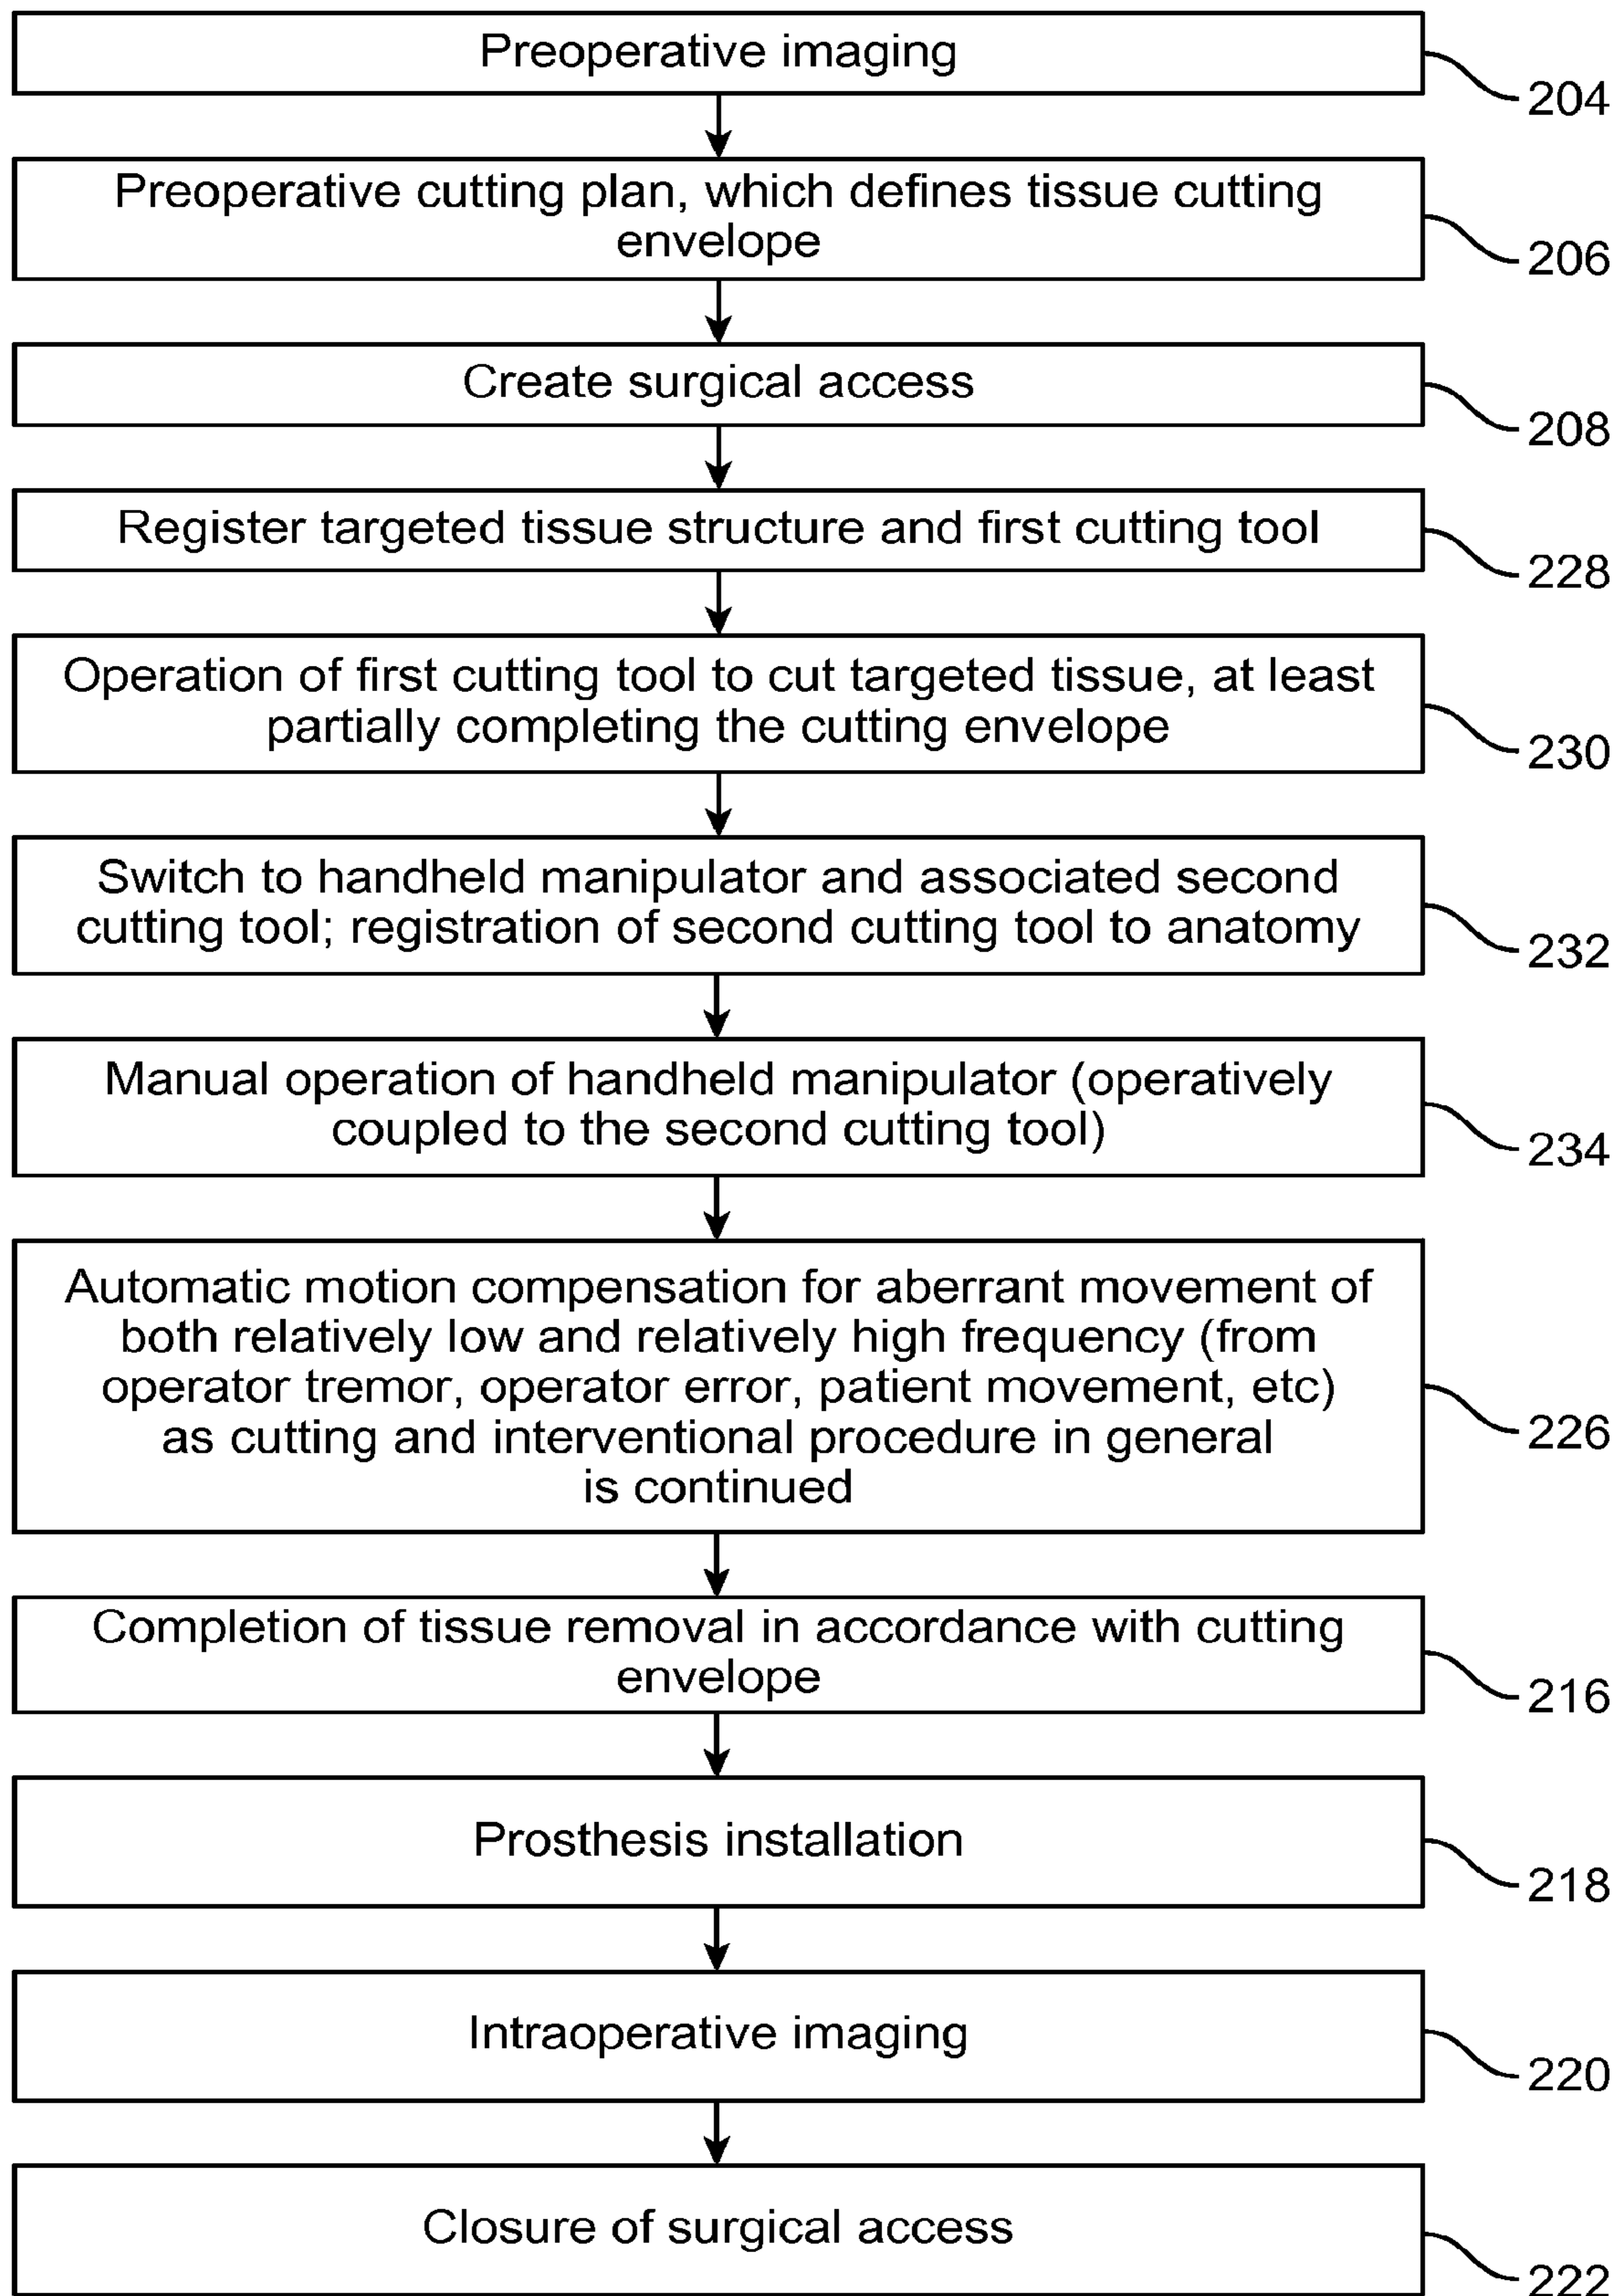 Preoperative imaging
204
Preoperative cutting plan, which defines tissue cutting
envelope
206
Create surgical access
208
Register targeted tissue structure and first cutting tool
228
Operation of first cutting tool to cut targeted tissue, at least
partially completing the cutting envelope
230
Switch to handheld manipulator and associated second
cutting tool; registration of second cutting tool to anatomy
232
Manual operation of handheld manipulator (operatively
coupled to the second cutting tool)
234
Automatic motion compensation for aberrant movement of
both relatively low and relatively high frequency (from
operator tremor, operator error, patient movement, etc)
as cutting and interventional procedure in general
is continued
226
Completion of tissue removal in accordance with cutting
envelope
216
Prosthesis installation
218
Intraoperative imaging
220
Closure of surgical access
222